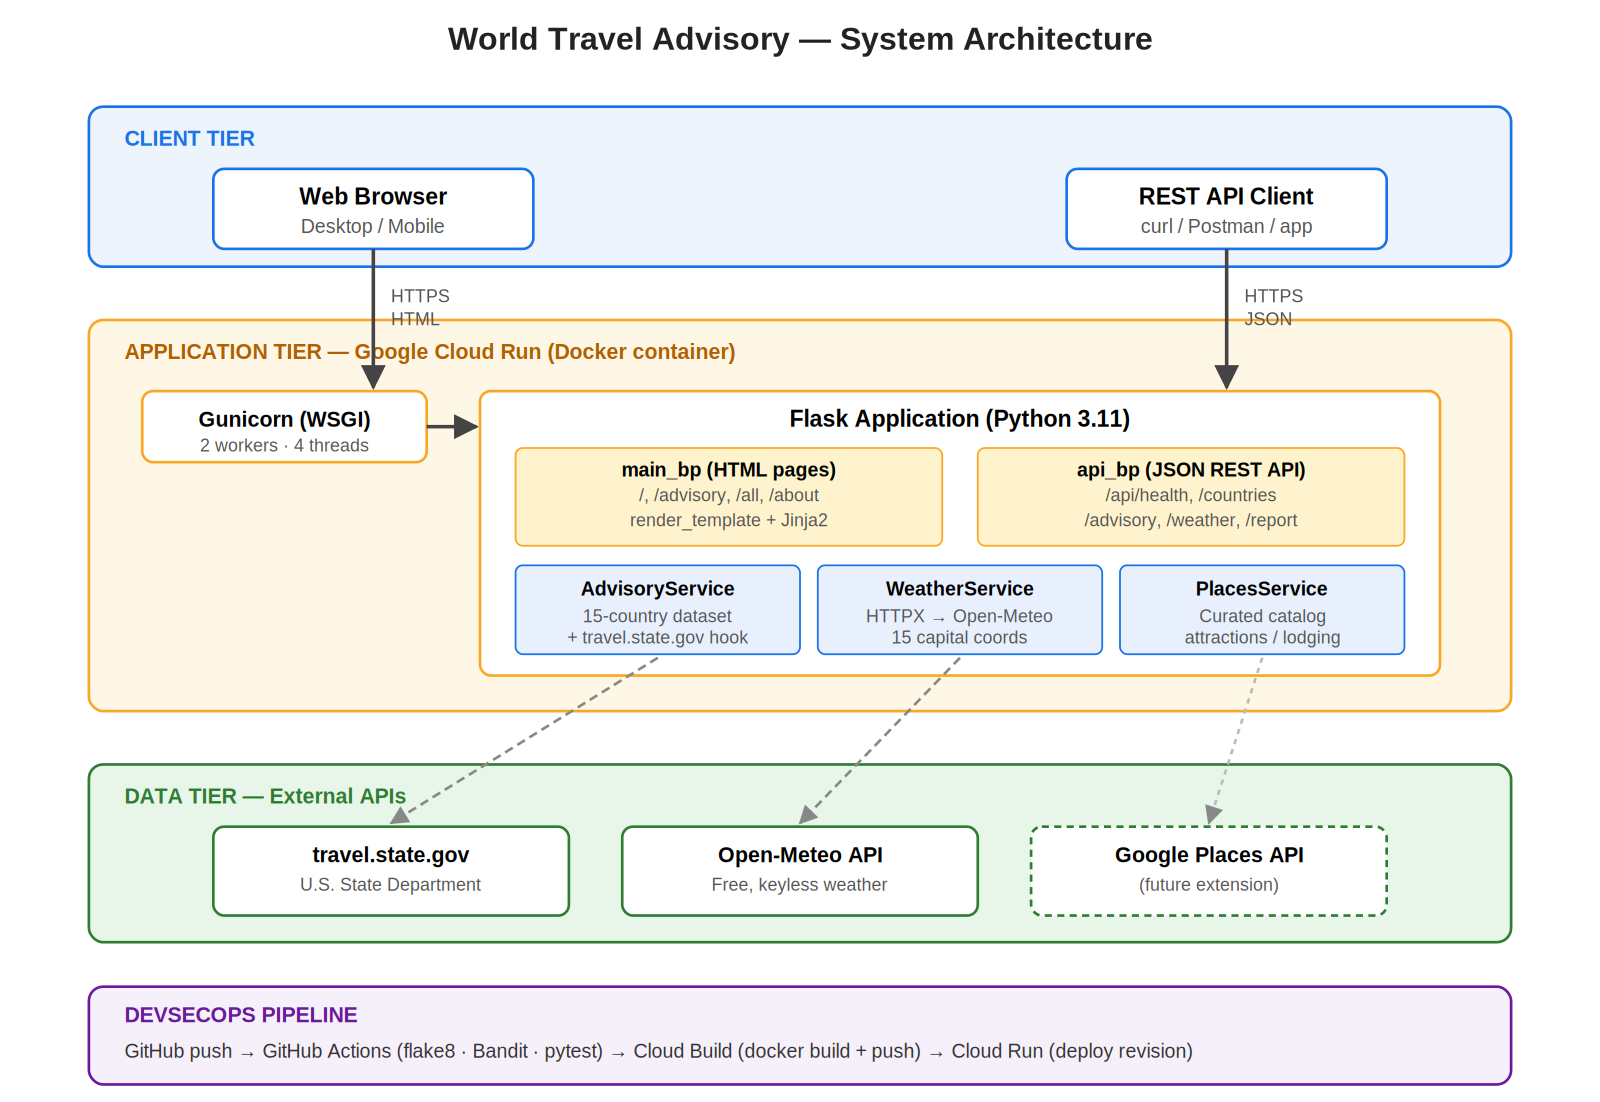 World Travel Advisory — System Architecture
CLIENT TIER
Web Browser
Desktop / Mobile
REST API Client
curl / Postman / app
HTTPS
HTML
HTTPS
JSON
APPLICATION TIER — Google Cloud Run (Docker container)
Gunicorn (WSGI)
2 workers · 4 threads
Flask Application (Python 3.11)
main_bp (HTML pages)
/, /advisory, /all, /about
render_template + Jinja2
api_bp (JSON REST API)
/api/health, /countries
/advisory, /weather, /report
AdvisoryService
15-country dataset
+ travel.state.gov hook
WeatherService
HTTPX → Open-Meteo
15 capital coords
PlacesService
Curated catalog
attractions / lodging
DATA TIER — External APIs
travel.state.gov
U.S. State Department
Open-Meteo API
Free, keyless weather
Google Places API
(future extension)
DEVSECOPS PIPELINE
GitHub push → GitHub Actions (flake8 · Bandit · pytest) → Cloud Build (docker build + push) → Cloud Run (deploy revision)